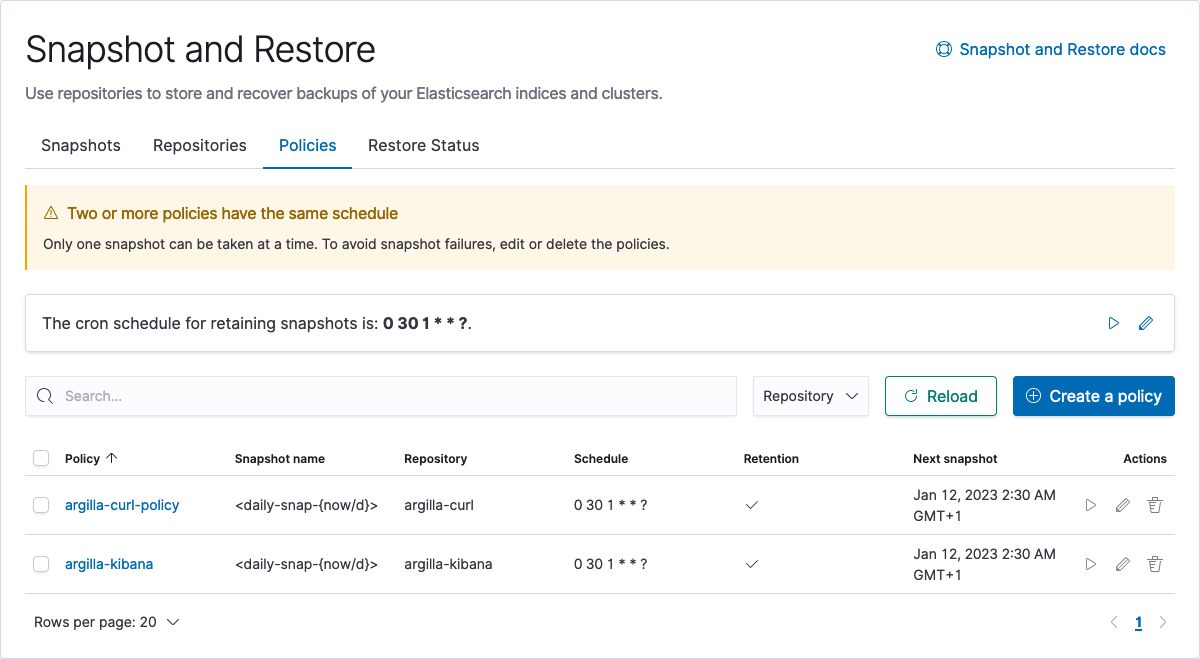 Snapshot and Restore
Snapshot and Restore docs
Use repositories to store and recover backups of your Elasticsearch indices and clusters.
Snapshots Repositories Policies Restore Status
Two or more policies have the same schedule
Only one snapshot can be taken at a time. To avoid snapshot failures, edit or delete the policies.
The cron schedule for retaining snapshots is: 0 30 1 * * ?.
Search... Repository Reload Create a policy
Policy Snapshot name Repository Schedule Retention Next snapshot Actions
argilla-curl-policy <daily-snap-{now/d}> argilla-curl 0 30 1 * * ? Jan 12, 2023 2:30 AM
GMT+1
argilla-kibana <daily-snap-{now/d}> argilla-kibana 0 30 1 * * ? Jan 12, 2023 2:30 AM
GMT+1
Rows per page: 20 1